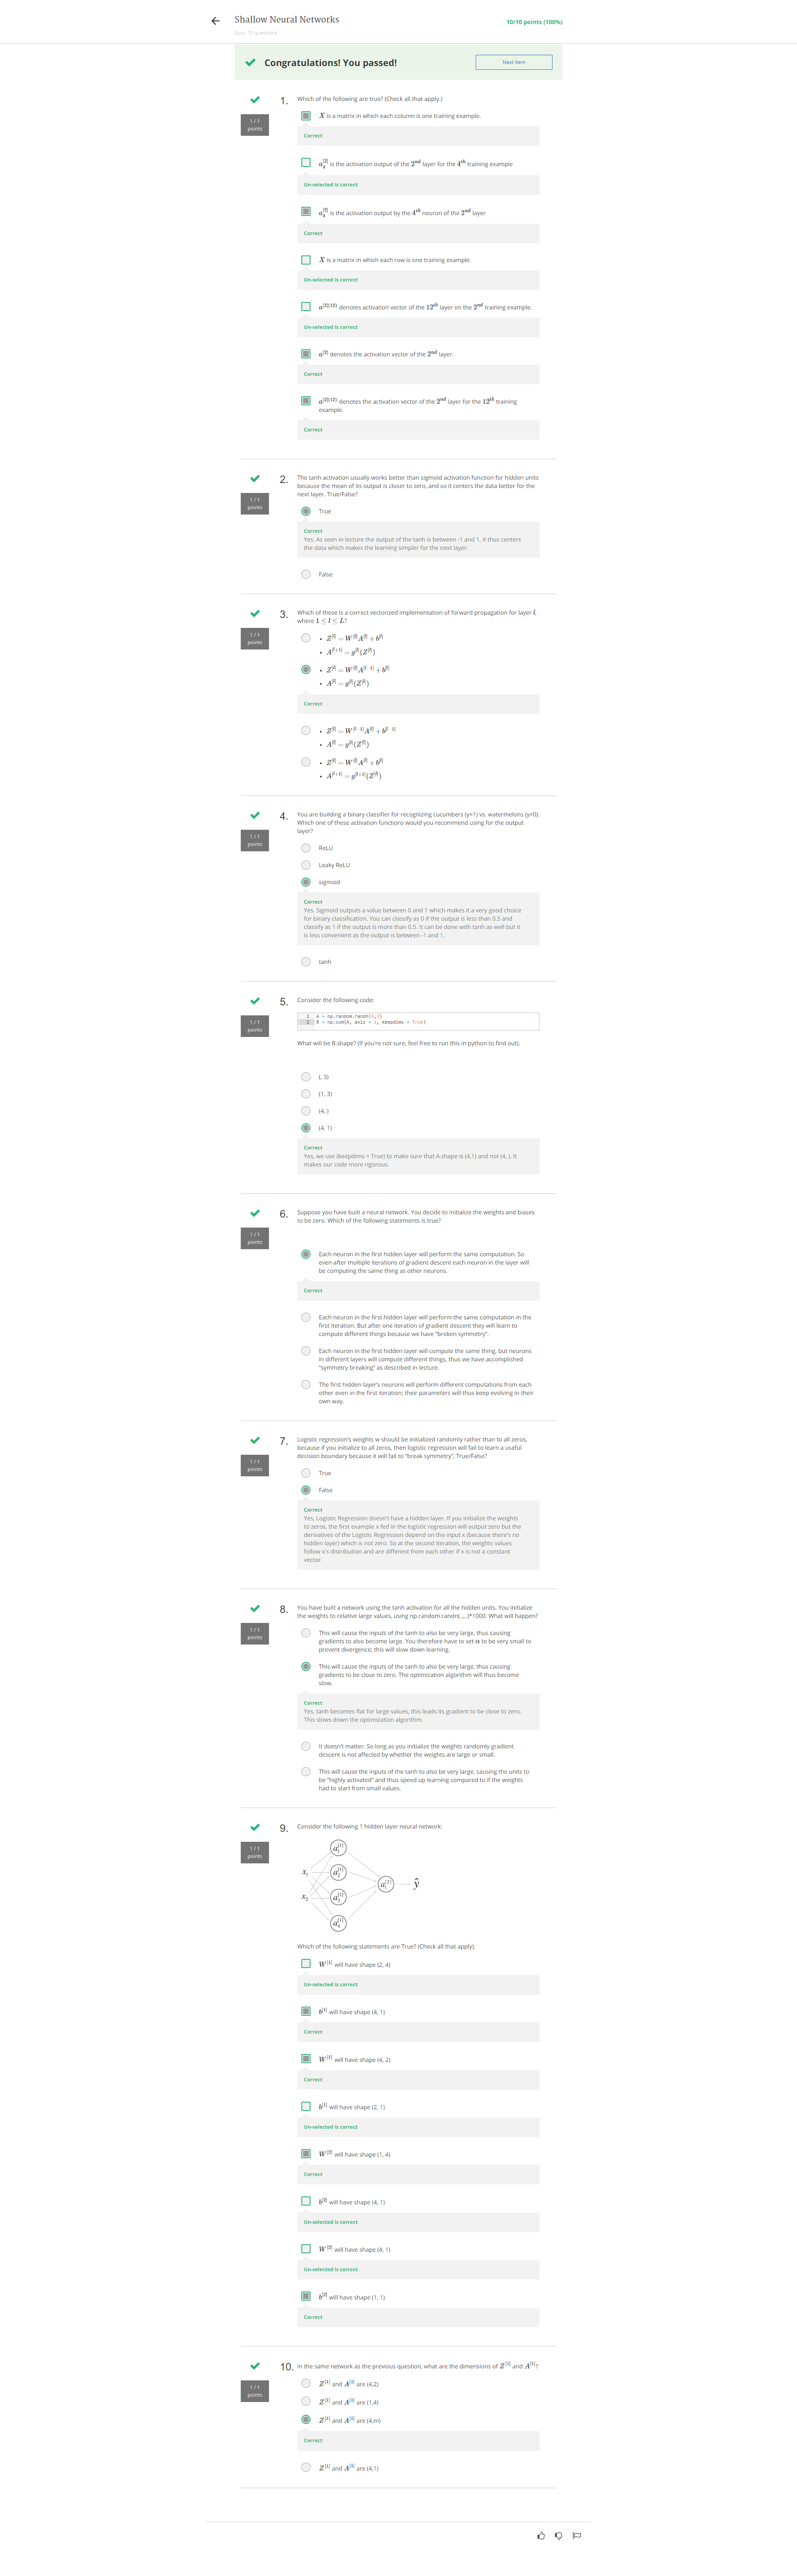 Shallow Neural Networks
10/10 points (100%)
Quiz, 10 questions
Congratulations! You passed!
Next Item
1 / 1
points
1. Which of the following are true? (Check all that apply.)
X is a matrix in which each column is one training example.
Correct
a₄^[2] is the activation output of the 2^nd layer for the 4^th training example
Un-selected is correct
a₄^[2] is the activation output by the 4^th neuron of the 2^nd layer
Correct
X is a matrix in which each row is one training example.
Un-selected is correct
a^[2](12) denotes activation vector of the 12^th layer on the 2^nd training example.
Un-selected is correct
a^[2] denotes the activation vector of the 2^nd layer.
Correct
a^[2](12) denotes the activation vector of the 2^nd layer for the 12^th training
example.
Correct
1 / 1
points
2. The tanh activation usually works better than sigmoid activation function for hidden units
because the mean of its output is closer to zero, and so it centers the data better for the
next layer. True/False?
True
Correct
Yes. As seen in lecture the output of the tanh is between -1 and 1, it thus centers
the data which makes the learning simpler for the next layer.
False
1 / 1
points
3. Which of these is a correct vectorized implementation of forward propagation for layer l,
where 1 ≤ l ≤ L?
• Z^[l] = W^[l] A^[l] + b^[l]
• A^[l+1] = g^[l](Z^[l])
• Z^[l] = W^[l] A^[l-1] + b^[l]
• A^[l] = g^[l](Z^[l])
Correct
• Z^[l] = W^[l-1] A^[l] + b^[l-1]
• A^[l] = g^[l](Z^[l])
• Z^[l] = W^[l] A^[l] + b^[l]
• A^[l+1] = g^[l+1](Z^[l])
1 / 1
points
4. You are building a binary classifier for recognizing cucumbers (y=1) vs. watermelons (y=0).
Which one of these activation functions would you recommend using for the output
layer?
ReLU
Leaky ReLU
sigmoid
Correct
Yes. Sigmoid outputs a value between 0 and 1 which makes it a very good choice
for binary classification. You can classify as 0 if the output is less than 0.5 and
classify as 1 if the output is more than 0.5. It can be done with tanh as well but it
is less convenient as the output is between -1 and 1.
tanh
1 / 1
points
5. Consider the following code:
1 A = np.random.randn(4,3)
2 B = np.sum(A, axis = 1, keepdims = True)
What will be B.shape? (If you're not sure, feel free to run this in python to find out).
(, 3)
(1, 3)
(4, )
(4, 1)
Correct
Yes, we use (keepdims = True) to make sure that A.shape is (4,1) and not (4, ). It
makes our code more rigorous.
1 / 1
points
6. Suppose you have built a neural network. You decide to initialize the weights and biases
to be zero. Which of the following statements is true?
Each neuron in the first hidden layer will perform the same computation. So
even after multiple iterations of gradient descent each neuron in the layer will
be computing the same thing as other neurons.
Correct
Each neuron in the first hidden layer will perform the same computation in the
first iteration. But after one iteration of gradient descent they will learn to
compute different things because we have "broken symmetry".
Each neuron in the first hidden layer will compute the same thing, but neurons
in different layers will compute different things, thus we have accomplished
"symmetry breaking" as described in lecture.
The first hidden layer's neurons will perform different computations from each
other even in the first iteration; their parameters will thus keep evolving in their
own way.
1 / 1
points
7. Logistic regression's weights w should be initialized randomly rather than to all zeros,
because if you initialize to all zeros, then logistic regression will fail to learn a useful
decision boundary because it will fail to "break symmetry", True/False?
True
False
Correct
Yes, Logistic Regression doesn't have a hidden layer. If you initialize the weights
to zeros, the first example x fed in the logistic regression will output zero but the
derivatives of the Logistic Regression depend on the input x (because there's no
hidden layer) which is not zero. So at the second iteration, the weights values
follow x's distribution and are different from each other if x is not a constant
vector.
1 / 1
points
8. You have built a network using the tanh activation for all the hidden units. You initialize
the weights to relative large values, using np.random.randn(..,..)*1000. What will happen?
This will cause the inputs of the tanh to also be very large, thus causing
gradients to also become large. You therefore have to set α to be very small to
prevent divergence; this will slow down learning.
This will cause the inputs of the tanh to also be very large, thus causing
gradients to be close to zero. The optimization algorithm will thus become
slow.
Correct
Yes. tanh becomes flat for large values, this leads its gradient to be close to zero.
This slows down the optimization algorithm.
It doesn't matter. So long as you initialize the weights randomly gradient
descent is not affected by whether the weights are large or small.
This will cause the inputs of the tanh to also be very large, causing the units to
be "highly activated" and thus speed up learning compared to if the weights
had to start from small values.
1 / 1
points
9. Consider the following 1 hidden layer neural network:
a₁^[1]
x₁ a₂^[1]
a₁^[2] ŷ
x₂ a₃^[1]
a₄^[1]
Which of the following statements are True? (Check all that apply).
W^[1] will have shape (2, 4)
Un-selected is correct
b^[1] will have shape (4, 1)
Correct
W^[1] will have shape (4, 2)
Correct
b^[1] will have shape (2, 1)
Un-selected is correct
W^[2] will have shape (1, 4)
Correct
b^[2] will have shape (4, 1)
Un-selected is correct
W^[2] will have shape (4, 1)
Un-selected is correct
b^[2] will have shape (1, 1)
Correct
1 / 1
points
10. In the same network as the previous question, what are the dimensions of Z^[1] and A^[1]?
Z^[1] and A^[1] are (4,2)
Z^[1] and A^[1] are (1,4)
Z^[1] and A^[1] are (4,m)
Correct
Z^[1] and A^[1] are (4,1)